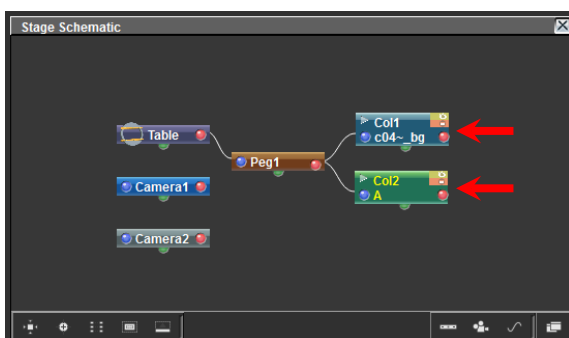 Stage Schematic
Table
Peg1
Camera1
Camera2
Col1
c04~_bg
Col2
A